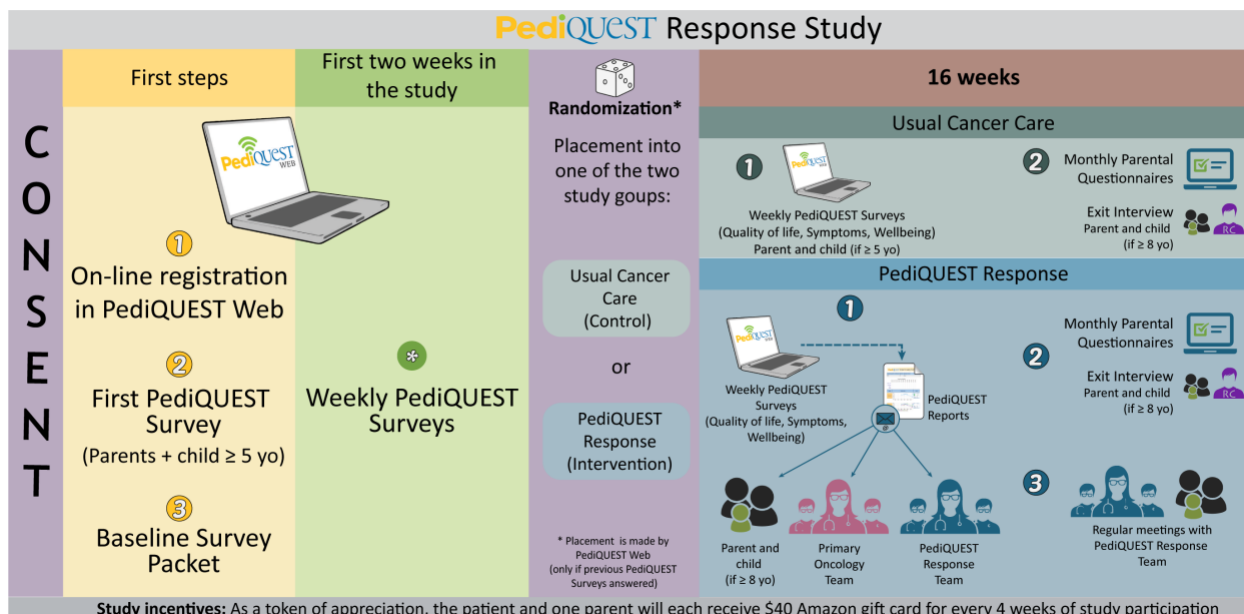 PediQUEST Response Study
CONSENT
First steps
PediQUEST
WEB
1
On-line registration
in PediQUEST Web
2
First PediQUEST
Survey
(Parents + child ≥ 5 yo)
3
Baseline Survey
Packet
First two weeks in
the study
*
Weekly PediQUEST
Surveys
Randomization*
Placement into
one of the two
study goups:
Usual Cancer
Care
(Control)
or
PediQUEST
Response
(Intervention)
* Placement is made by
PediQUEST Web
(only if previous PediQUEST
Surveys answered)
16 weeks
Usual Cancer Care
1
PediQUEST
Weekly PediQUEST Surveys
(Quality of life, Symptoms, Wellbeing)
Parent and child (if ≥ 5 yo)
2
Monthly Parental
Questionnaires
Exit Interview
Parent and child
(if ≥ 8 yo)
RC
PediQUEST Response
1
PediQUEST
Weekly PediQUEST
Surveys
(Quality of life, Symptoms,
Wellbeing)
PediQUEST
Reports
Parent and
child
(if ≥ 8 yo)
Primary
Oncology
Team
PediQUEST
Response
Team
2
Monthly Parental
Questionnaires
Exit Interview
Parent and child
(if ≥ 8 yo)
RC
3
Regular meetings with
PediQUEST Response
Team
Study incentives: As a token of appreciation, the patient and one parent will each receive $40 Amazon gift card for every 4 weeks of study participation